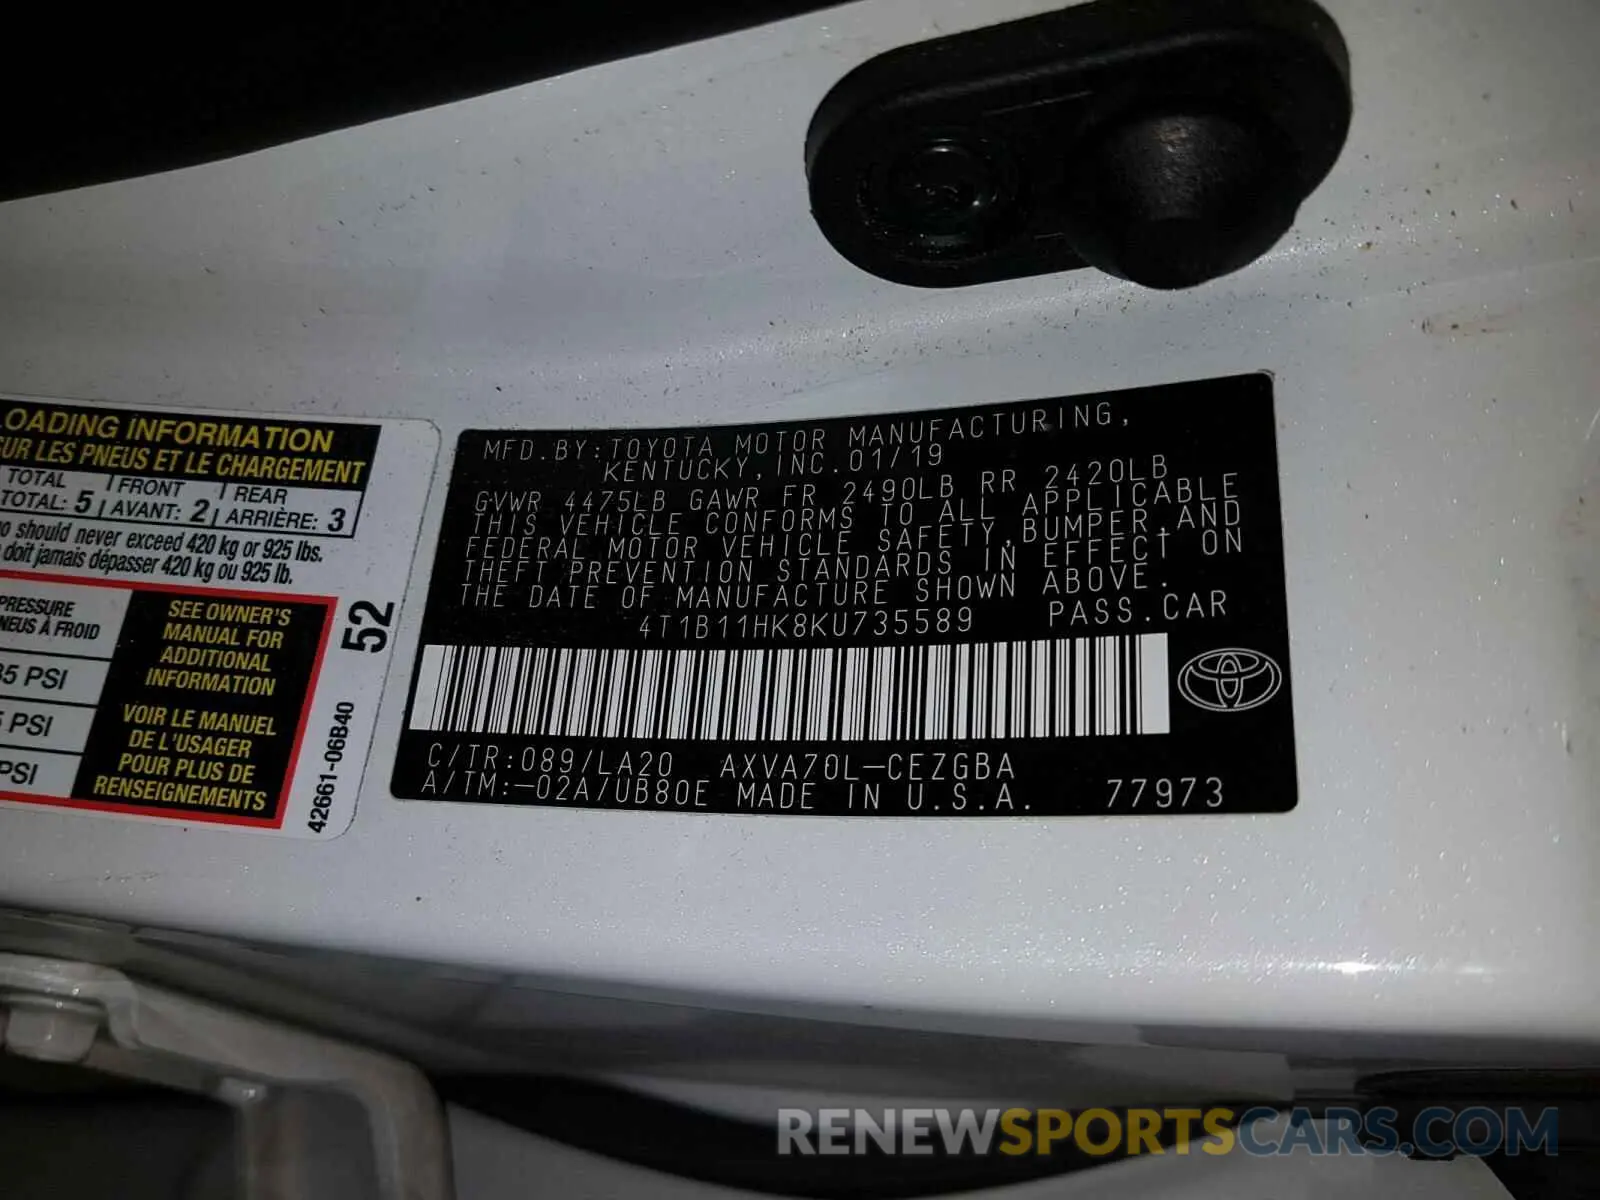 LOADING INFORMATION
SUR LES PNEUS ET LE CHARGEMENT
TOTAL FRONT REAR
TOTAL: 5 AVANT: 2 ARRIÈRE: 3
should never exceed 420 kg or 925 lbs.
doit jamais dépasser 420 kg ou 925 lb.
PRESSURE
PNEUS À FROID
35 PSI
PSI
PSI
SEE OWNER'S
MANUAL FOR
ADDITIONAL
INFORMATION
VOIR LE MANUEL
DE L'USAGER
POUR PLUS DE
RENSEIGNEMENTS
52
42661-06B40
MFD.BY:TOYOTA MOTOR MANUFACTURING,
KENTUCKY, INC.01/19
GVWR 4475LB GAWR FR 2490LB RR 2420LB
THIS VEHICLE CONFORMS TO ALL APPLICABLE
FEDERAL MOTOR VEHICLE SAFETY,BUMPER,AND
THEFT PREVENTION STANDARDS IN EFFECT ON
THE DATE OF MANUFACTURE SHOWN ABOVE.
4T1B11HK8KU735589 PASS.CAR
C/TR:089/LA20 AXVA70L-CEZGBA
A/TM:-02A/UB80E MADE IN U.S.A. 77973
RENEWSPORTSCARS.COM